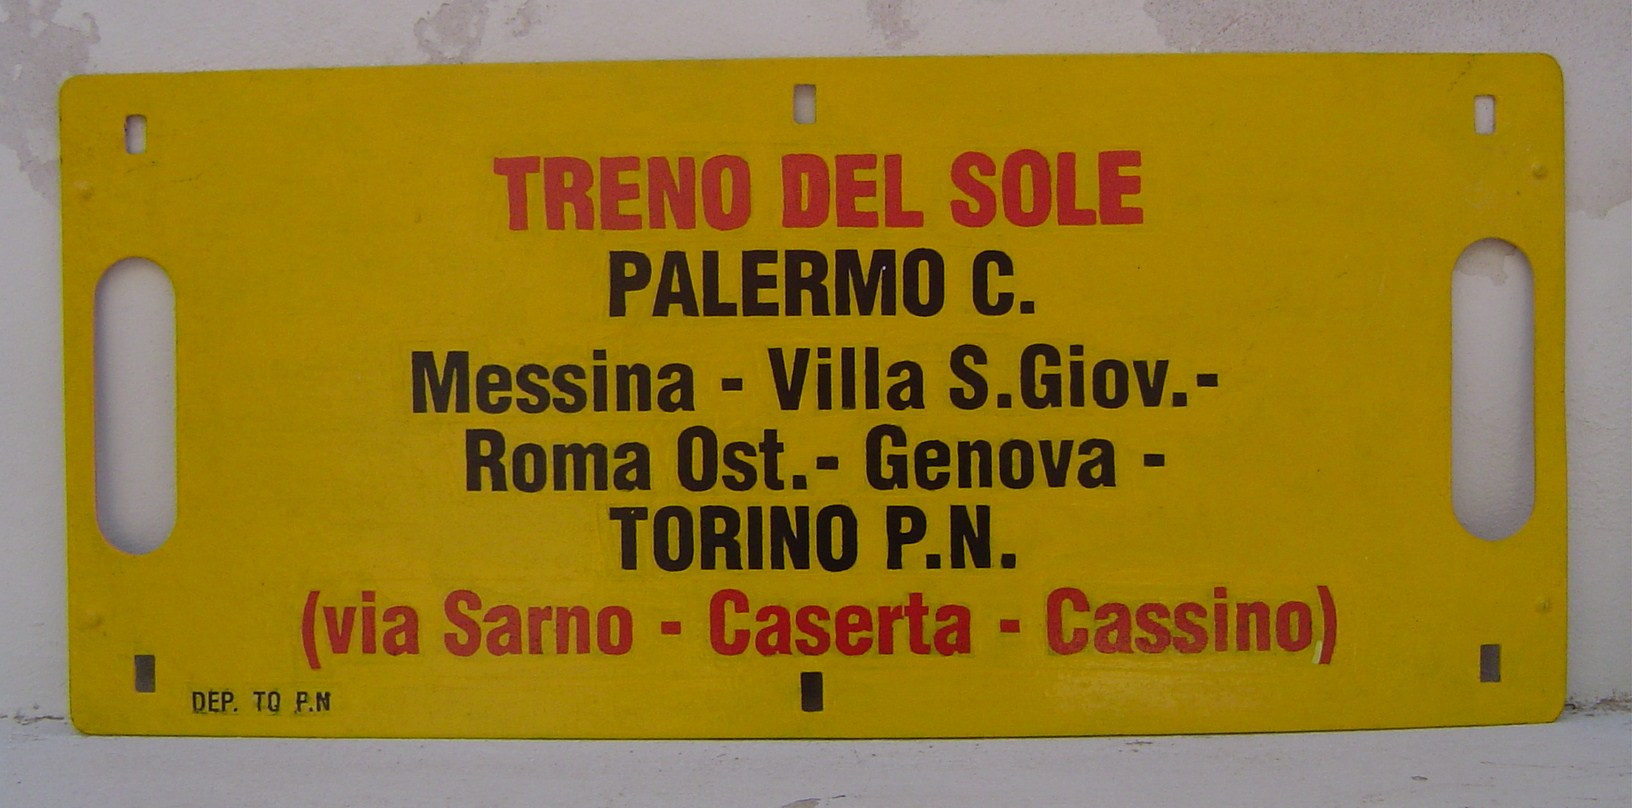 TRENO DEL SOLE
PALERMO C.
Messina - Villa S.Giov.-
Roma Ost.- Genova -
TORINO P.N.
(via Sarno - Caserta - Cassino)
DEP. TO P.N